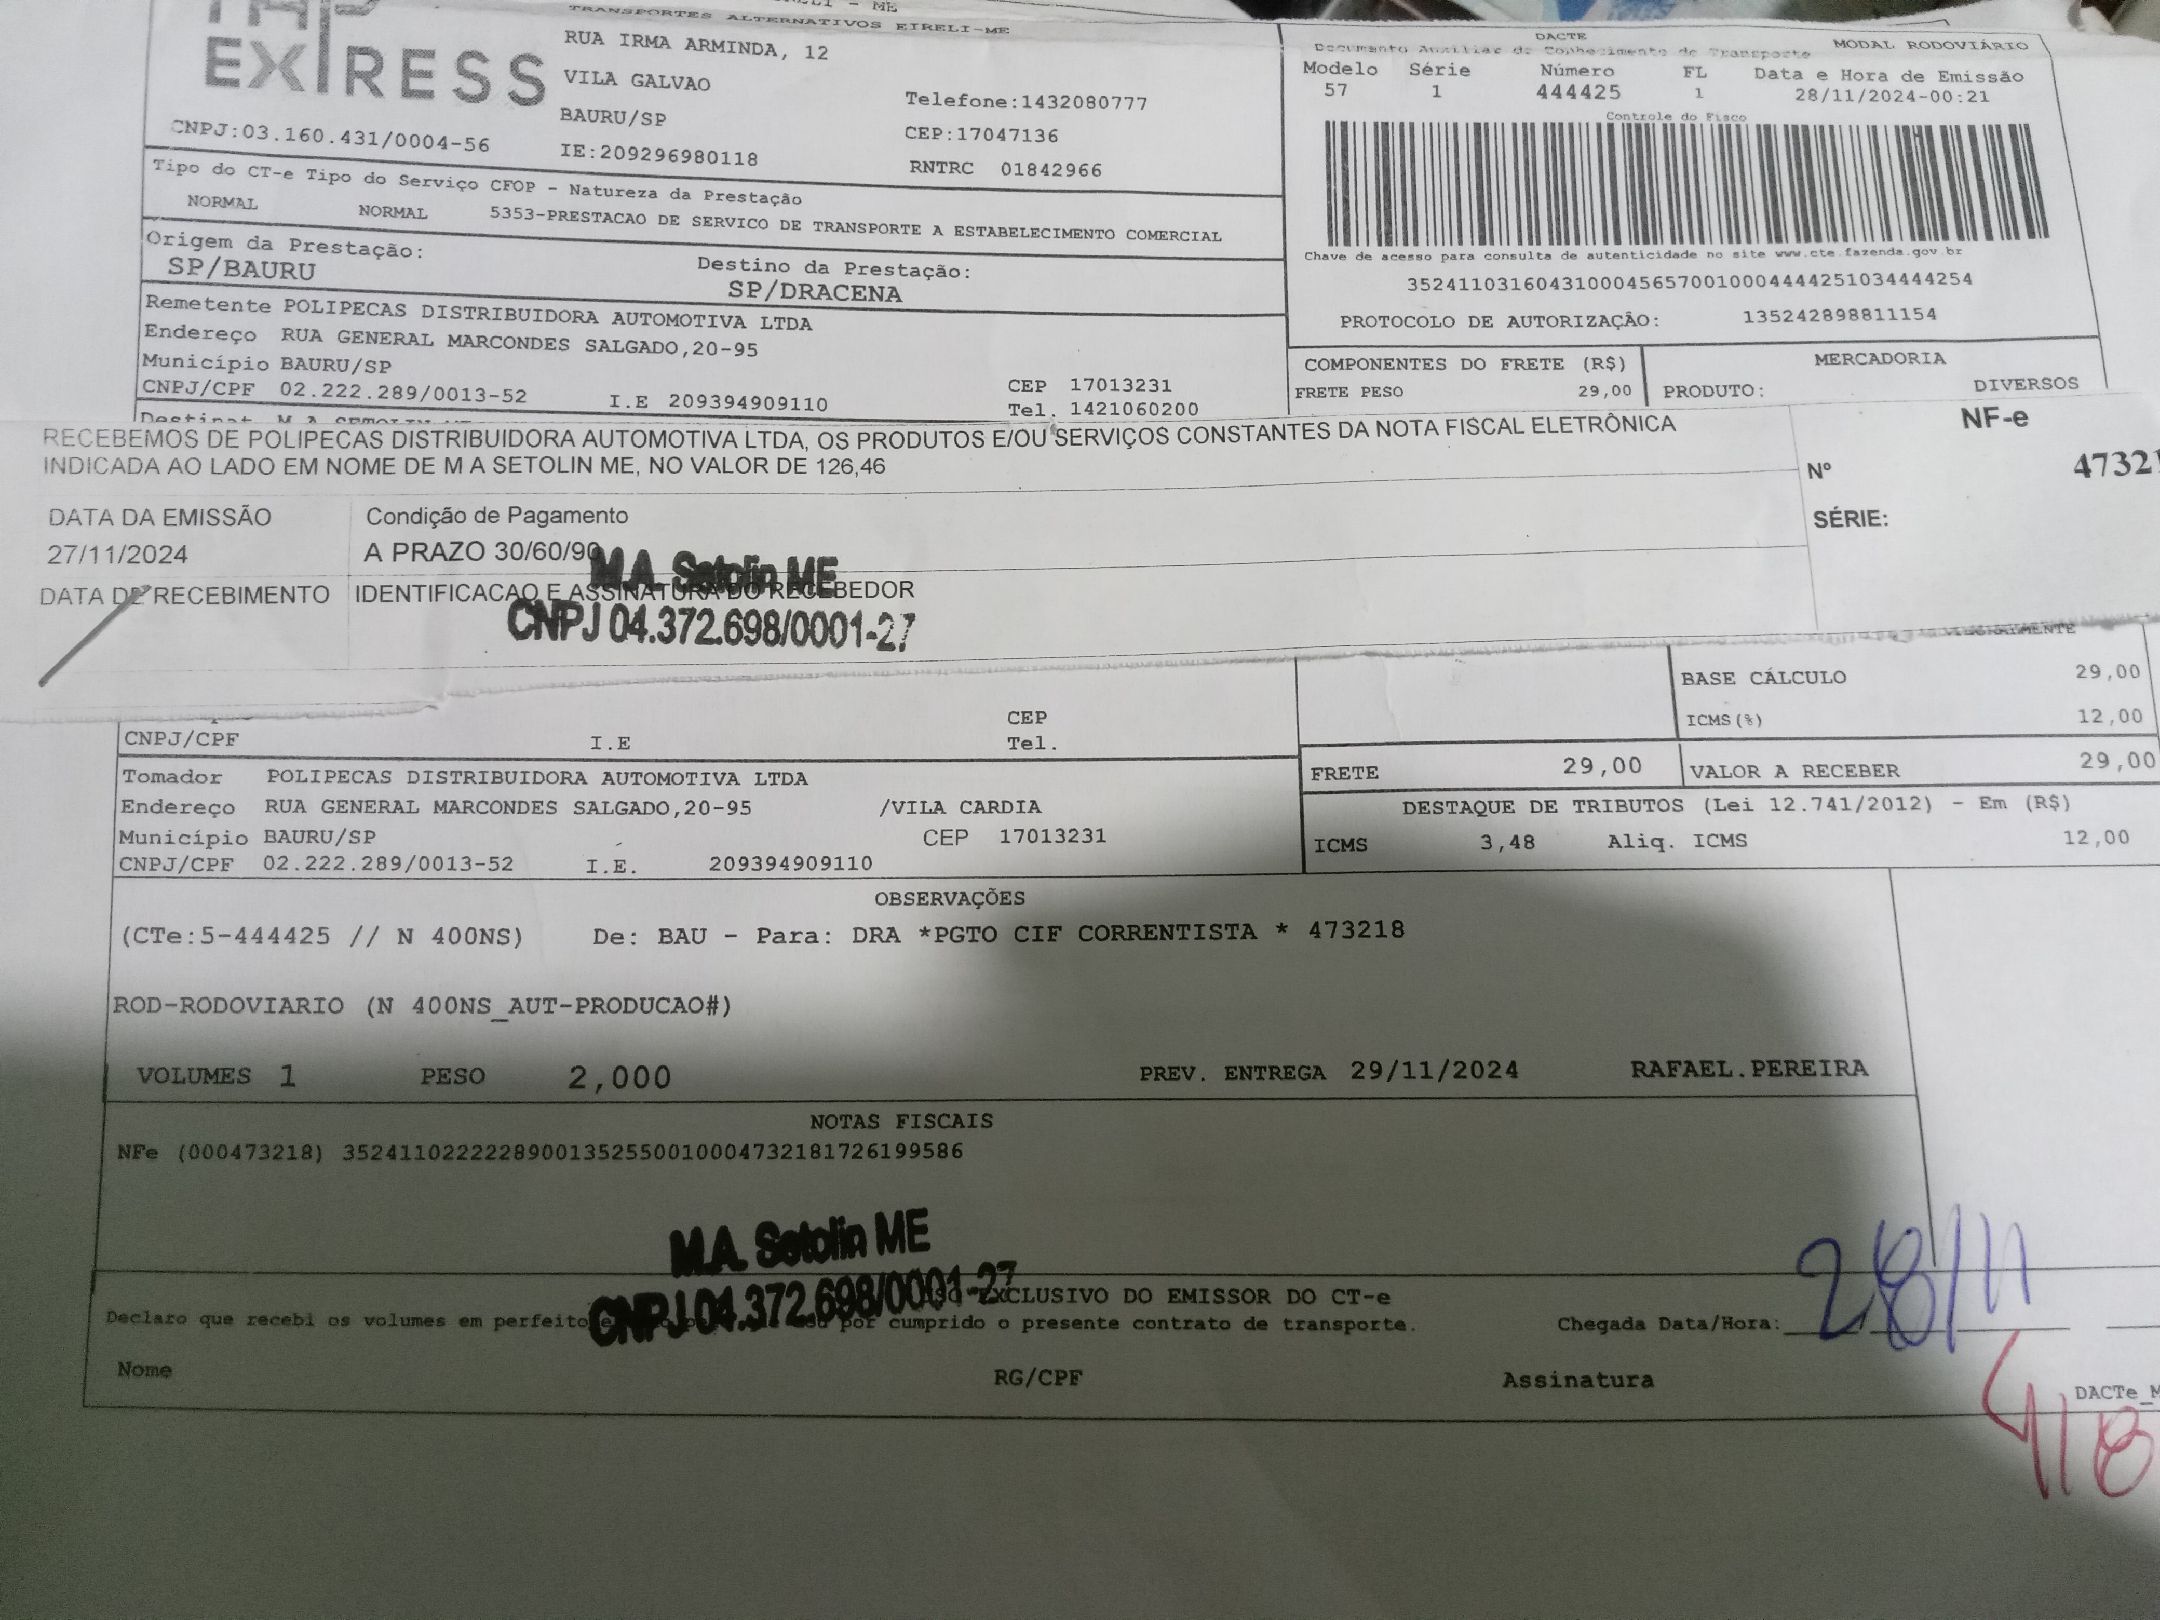 EXPRESS
TRANSPORTES ALTERNATIVOS EIRELI-ME
RUA IRMA ARMINDA, 12
VILA GALVAO
BAURU/SP
Telefone:1432080777
CEP:17047136
CNPJ:03.160.431/0004-56
IE:209296980118
RNTRC 01842966
DACTE
Documento Auxiliar do Conhecimento de Transporte
MODAL RODOVIÁRIO
Modelo Série Número FL Data e Hora de Emissão
57 1 444425 1 28/11/2024-00:21
Controle do Fisco
Chave de acesso para consulta de autenticidade no site www.cte.fazenda.gov.br
35241103160431000456570010004444251034444254
PROTOCOLO DE AUTORIZAÇÃO: 135242898811154
Tipo do CT-e Tipo do Serviço CFOP - Natureza da Prestação
NORMAL NORMAL 5353-PRESTACAO DE SERVICO DE TRANSPORTE A ESTABELECIMENTO COMERCIAL
Origem da Prestação: Destino da Prestação:
SP/BAURU SP/DRACENA
Remetente POLIPECAS DISTRIBUIDORA AUTOMOTIVA LTDA
Endereço RUA GENERAL MARCONDES SALGADO,20-95
Município BAURU/SP
CEP 17013231
CNPJ/CPF 02.222.289/0013-52 I.E 209394909110
Tel. 1421060200
COMPONENTES DO FRETE (R$) MERCADORIA
FRETE PESO 29,00 PRODUTO: DIVERSOS
RECEBEMOS DE POLIPECAS DISTRIBUIDORA AUTOMOTIVA LTDA, OS PRODUTOS E/OU SERVIÇOS CONSTANTES DA NOTA FISCAL ELETRÔNICA
INDICADA AO LADO EM NOME DE M A SETOLIN ME, NO VALOR DE 126,46
NF-e
Nº 47321
SÉRIE:
DATA DA EMISSÃO Condição de Pagamento
27/11/2024 A PRAZO 30/60/90
M.A. Setolin ME
DATA DE RECEBIMENTO IDENTIFICACAO E ASSINATURA DO RECEBEDOR
CNPJ 04.372.698/0001-27
BASE CÁLCULO 29,00
ICMS(%) 12,00
CEP
CNPJ/CPF I.E Tel.
FRETE 29,00 VALOR A RECEBER 29,00
Tomador POLIPECAS DISTRIBUIDORA AUTOMOTIVA LTDA
Endereço RUA GENERAL MARCONDES SALGADO,20-95 /VILA CARDIA
Município BAURU/SP CEP 17013231
CNPJ/CPF 02.222.289/0013-52 I.E. 209394909110
DESTAQUE DE TRIBUTOS (Lei 12.741/2012) - Em (R$)
ICMS 3,48 Aliq. ICMS 12,00
OBSERVAÇÕES
(CTe:5-444425 // N 400NS) De: BAU - Para: DRA *PGTO CIF CORRENTISTA * 473218
ROD-RODOVIARIO (N 400NS_AUT-PRODUCAO#)
VOLUMES 1 PESO 2,000 PREV. ENTREGA 29/11/2024 RAFAEL.PEREIRA
NOTAS FISCAIS
NFe (000473218) 35241102222289001352550010004732181726199586
M.A. Setolin ME
CNPJ 04.372.698/0001-27
EXCLUSIVO DO EMISSOR DO CT-e
Declaro que recebi os volumes em perfeito por cumprido o presente contrato de transporte. Chegada Data/Hora: 28/11
Nome RG/CPF Assinatura